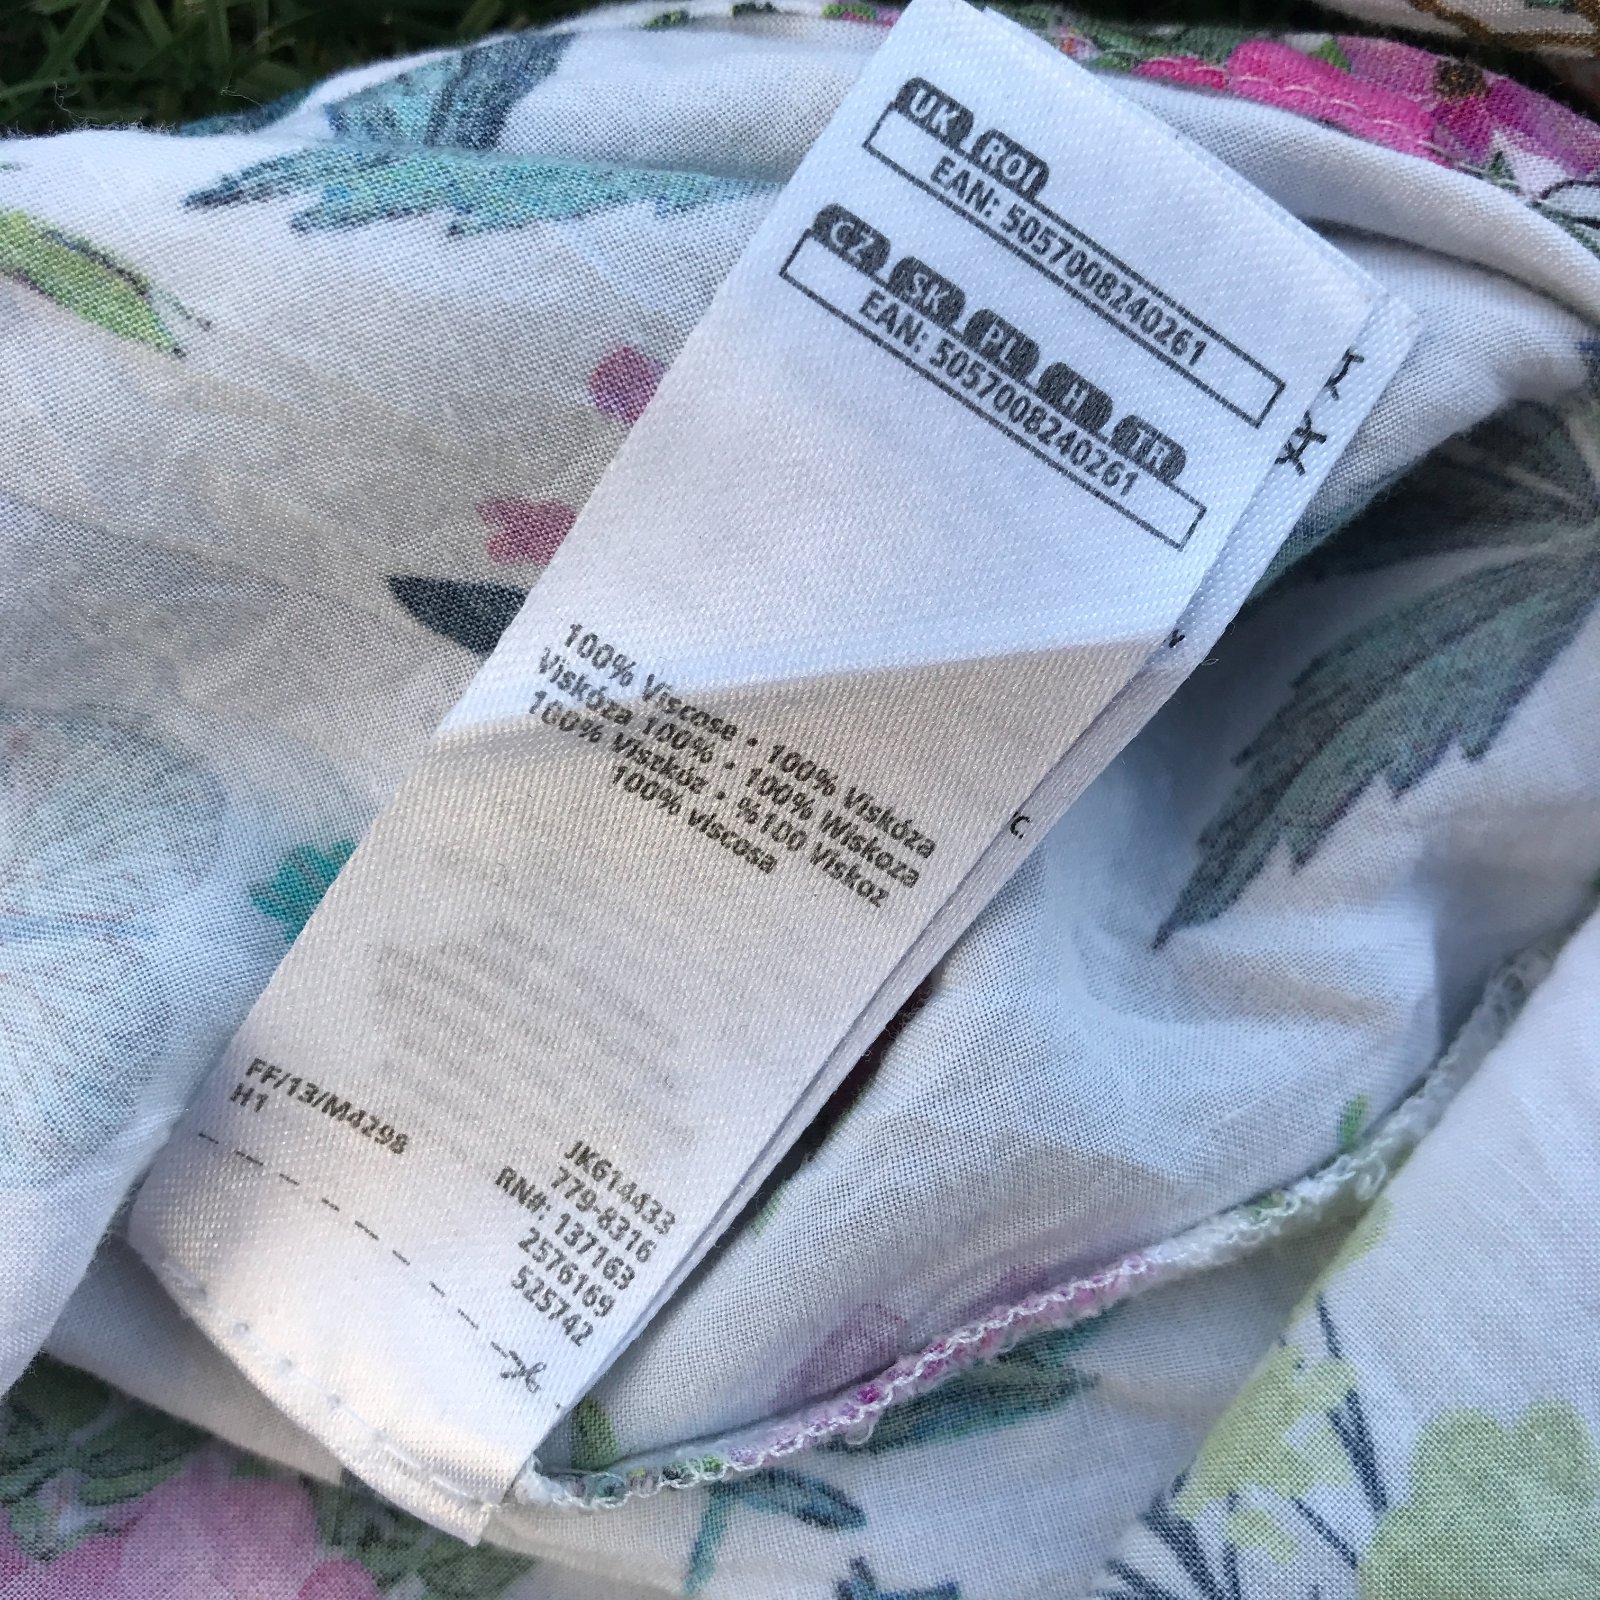 UK ROI
EAN: 5057008240261
CZ SK PL H TR
EAN: 5057008240261
100% Viscose • 100% Viskóza
Viskóza 100% • 100% Wiskoza
100% Viszkóz • %100 Viskoz
100% viscosa
FF/13/M4298
H1
JK614433
779-8316
RN#: 137163
2576169
525742